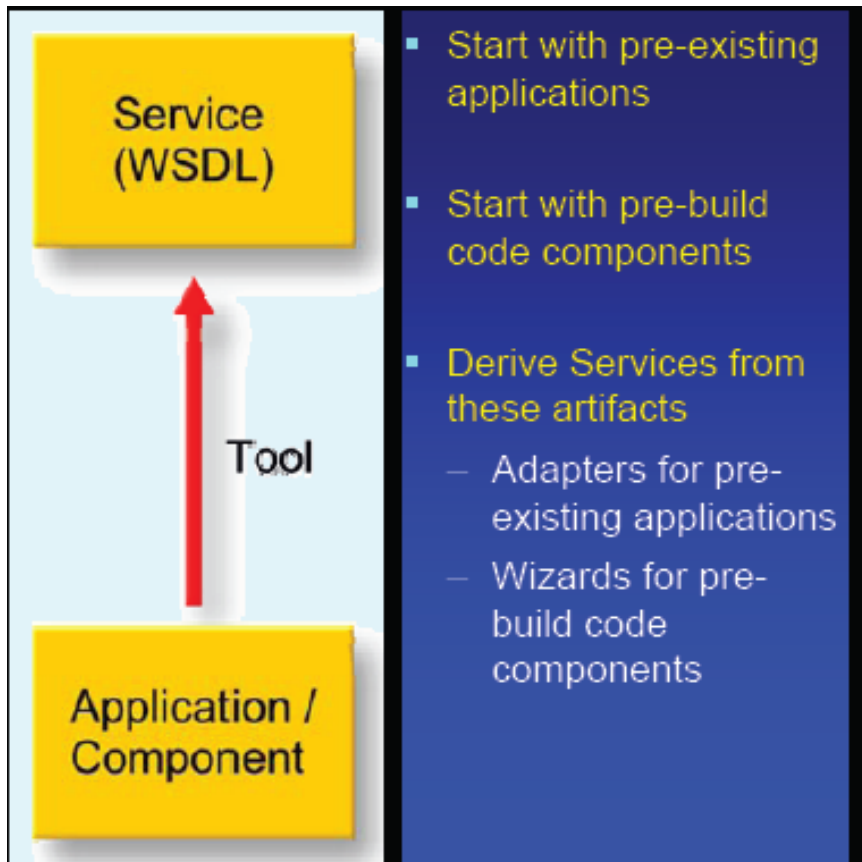 Service
(WSDL)
Tool
Application /
Component
▪ Start with pre-existing
applications
▪ Start with pre-build
code components
▪ Derive Services from
these artifacts
– Adapters for pre-
existing applications
– Wizards for pre-
build code
components